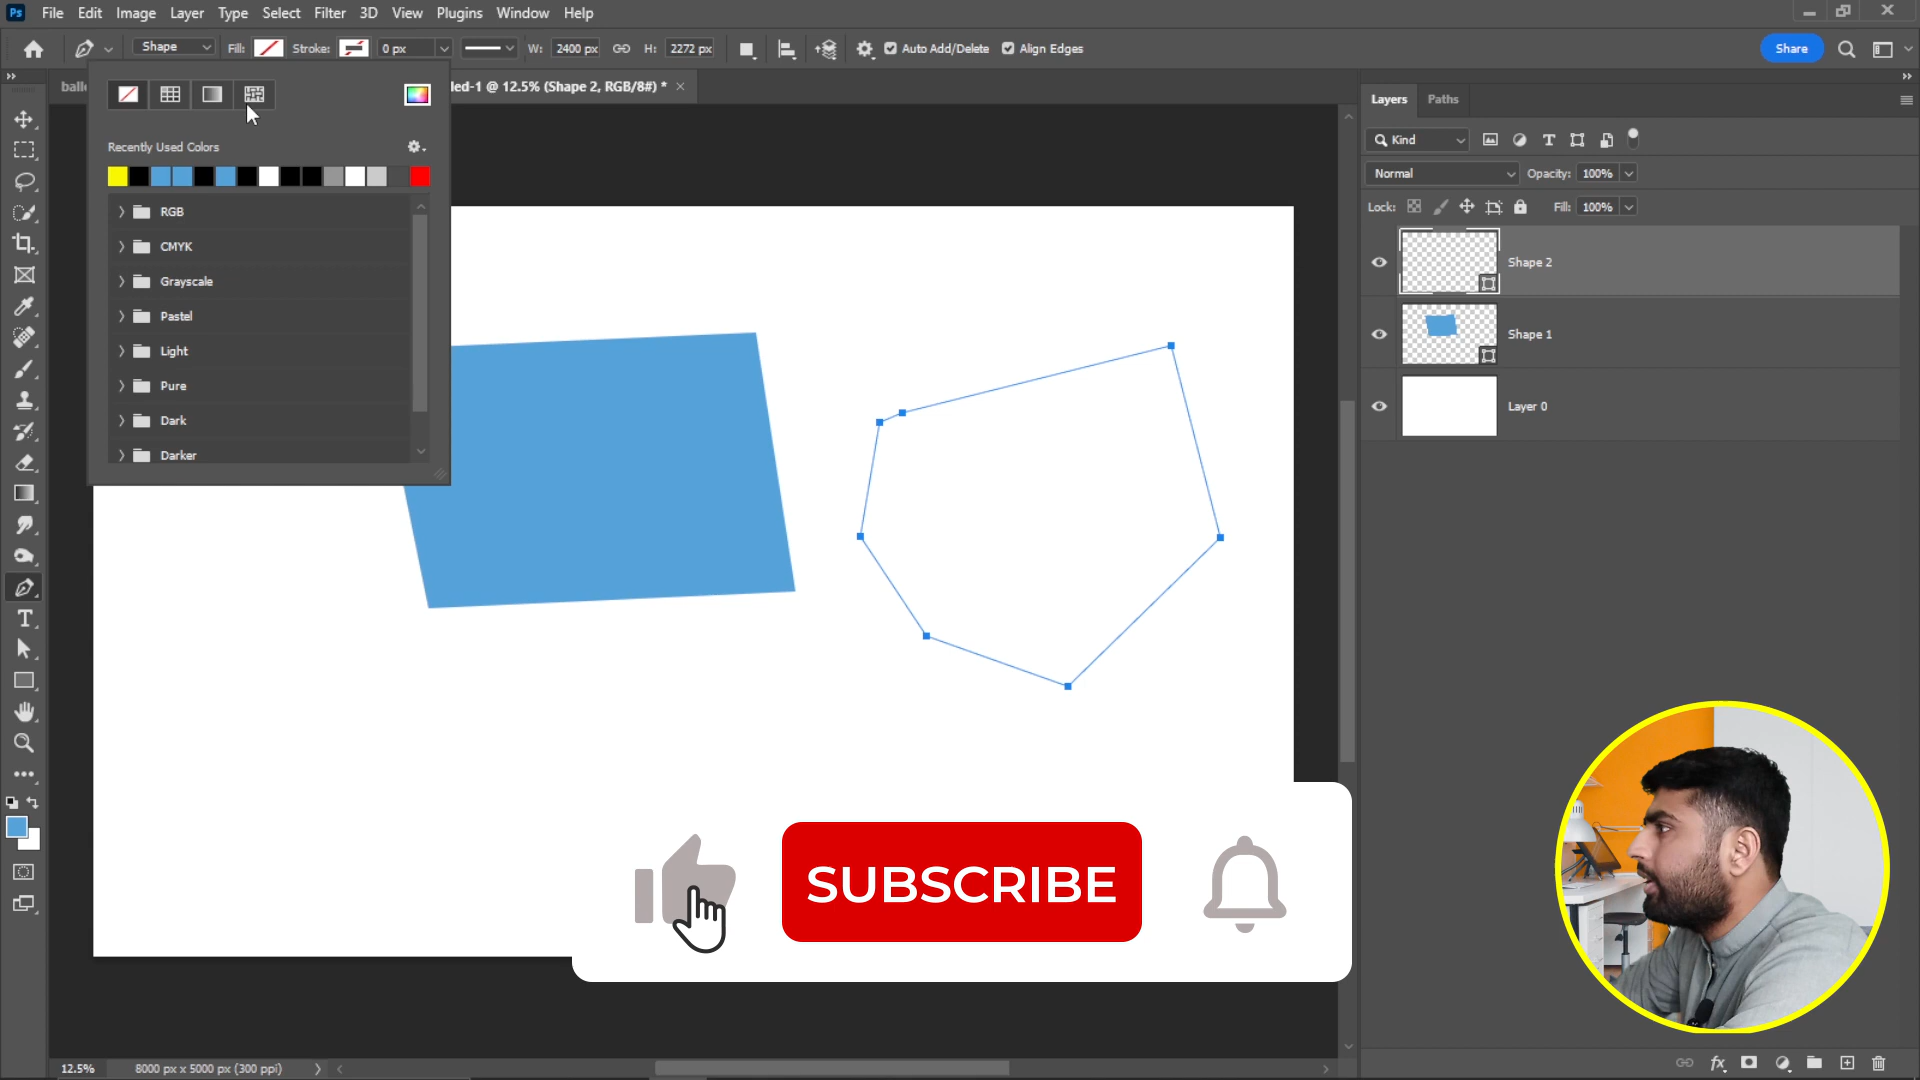 Ps File Edit Image Layer Type Select Filter 3D View Plugins Window Help
Shape Fill: Stroke: 0 px W: 2400 px H: 2272 px Auto Add/Delete Align Edges Share
led-1 @ 12.5% (Shape 2, RGB/8#) *
Recently Used Colors
RGB
CMYK
Grayscale
Pastel
Light
Pure
Dark
Darker
Layers Paths
Kind
Normal Opacity: 100%
Lock: Fill: 100%
Shape 2
Shape 1
Layer 0
SUBSCRIBE
12.5% 8000 px x 5000 px (300 ppi)